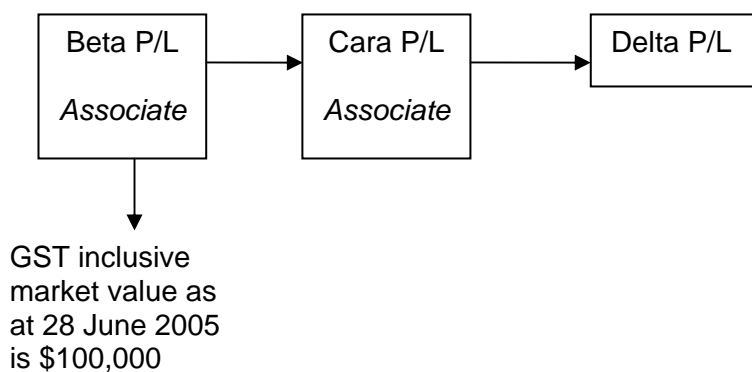 Beta P/L
Associate
Cara P/L
Associate
Delta P/L
GST inclusive
market value as
at 28 June 2005
is $100,000